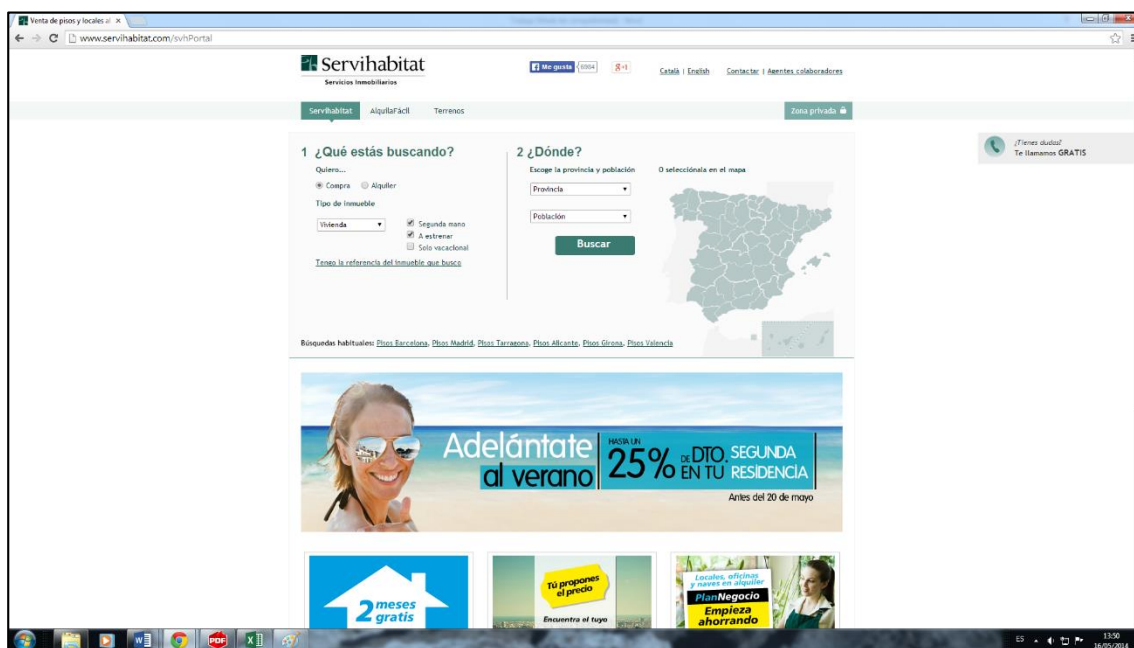 Venta de pisos y locales al
www.servihabitat.com/svhPortal
Servihabitat
Servicios Inmobiliarios
Me gusta 6984
g+1
Català | English Contactar | Agentes colaboradores
Servihabitat AlquilaFácil Terrenos
Zona privada
¡Tienes dudas!
Te llamamos GRATIS
1 ¿Qué estás buscando?
Quiero...
Compra Alquiler
Tipo de inmueble
Vivienda
Segunda mano
A estrenar
Solo vacacional
Tengo la referencia del inmueble que busco
2 ¿Dónde?
Escoge la provincia y población
O selecciónala en el mapa
Provincia
Población
Buscar
Búsquedas habituales: Pisos Barcelona, Pisos Madrid, Pisos Tarragona, Pisos Alicante, Pisos Girona, Pisos Valencia
Adelántate
al verano
HASTA UN
25%
DE DTO.
EN TU
SEGUNDA
RESIDENCIA
Antes del 20 de mayo
2 meses
gratis
Tú propones
el precio
Encuentra el tuyo
Locales, oficinas
y naves en alquiler
PlanNegocio
Empieza
ahorrando
PDF
ES
13:50
16/05/2014